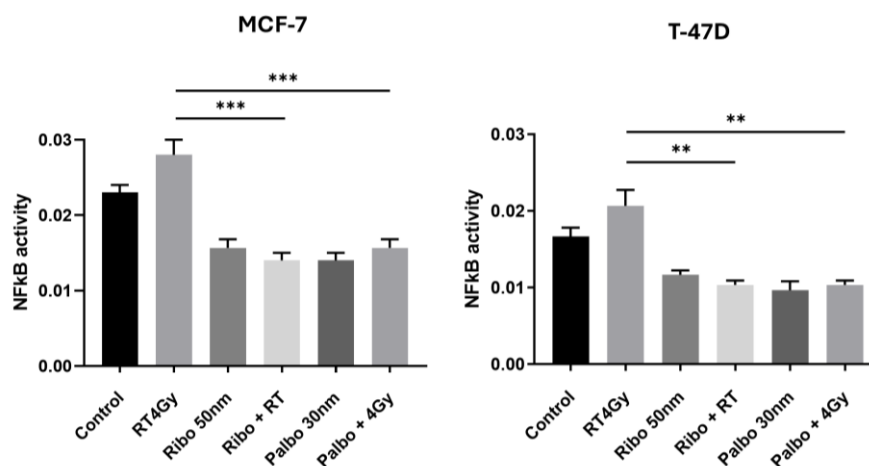 MCF-7
***
***
0.03
0.02
0.01
0.00
NFkB activity
Control
RT4Gy
Ribo 50nm
Ribo + RT
Palbo 30nm
Palbo + 4Gy
T-47D
**
**
0.03
0.02
0.01
0.00
NFkB activity
Control
RT4Gy
Ribo 50nm
Ribo + RT
Palbo 30nm
Palbo + 4Gy